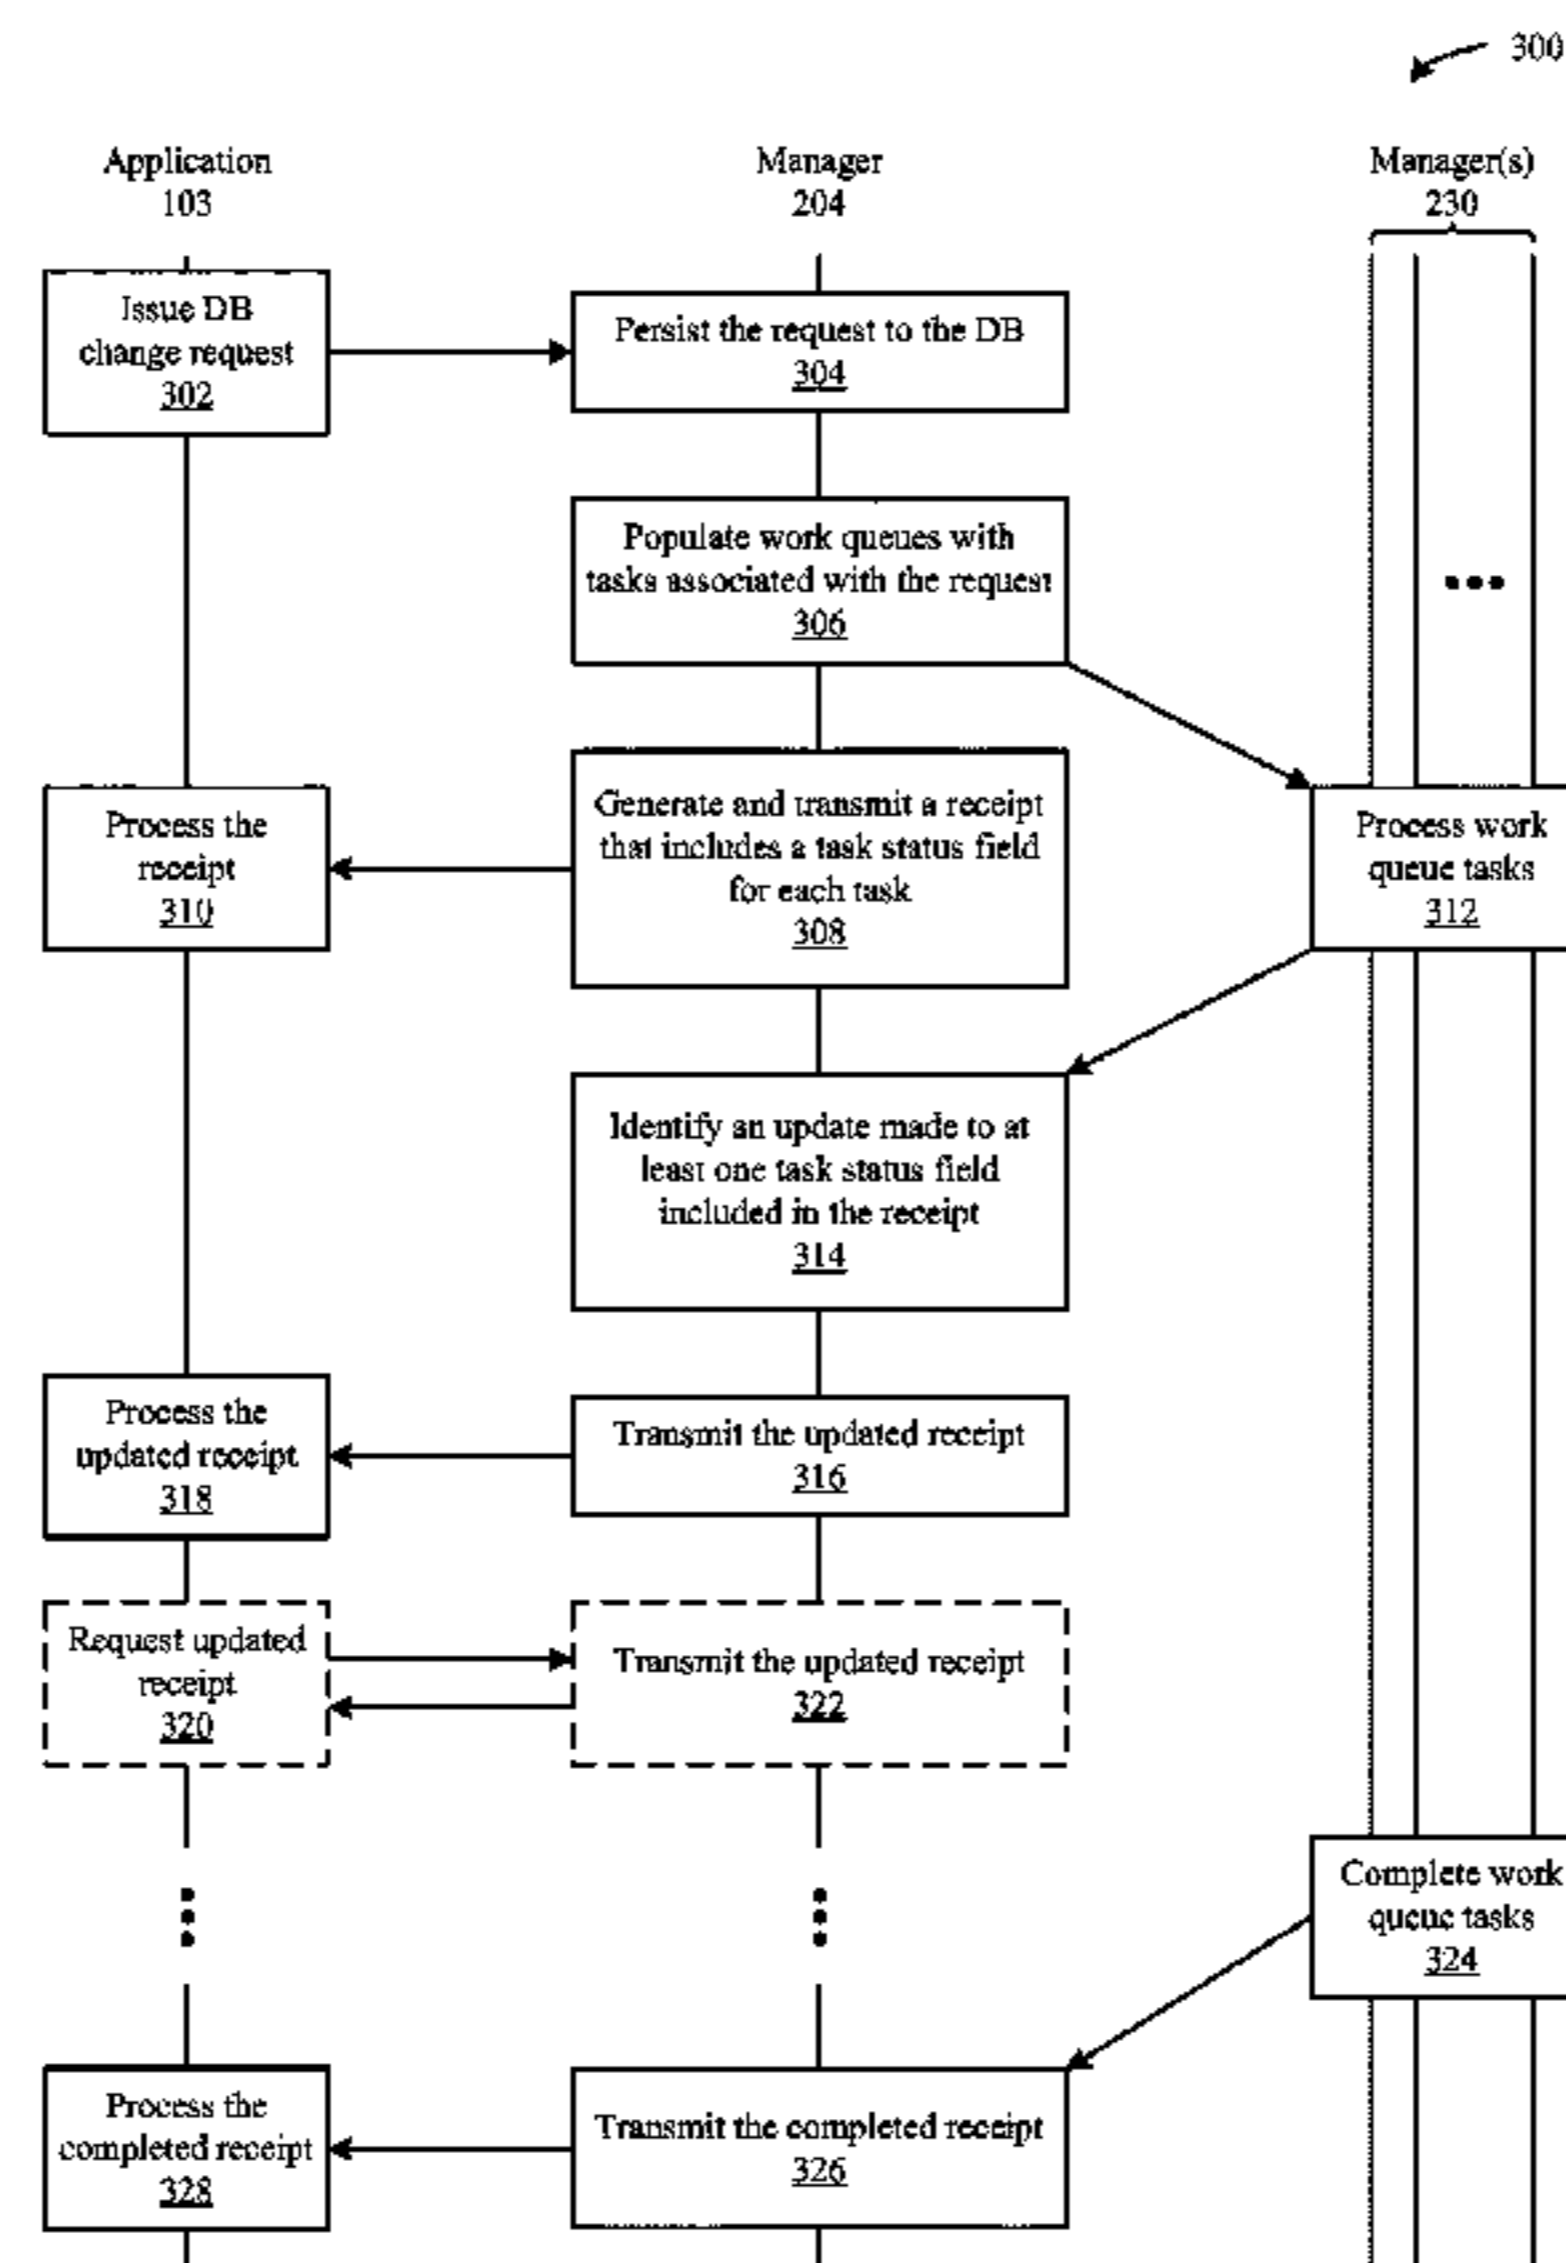 300
Application
103
Manager
204
Manager(s)
230
Issue DB
change request
302
Persist the request to the DB
304
Populate work queues with
tasks associated with the request
306
Process the
receipt
310
Generate and transmit a receipt
that includes a task status field
for each task
308
Process work
queue tasks
312
Identify an update made to at
least one task status field
included in the receipt
314
Process the
updated receipt
318
Transmit the updated receipt
316
Request updated
receipt
320
Transmit the updated receipt
322
Complete work
queue tasks
324
Process the
completed receipt
328
Transmit the completed receipt
326